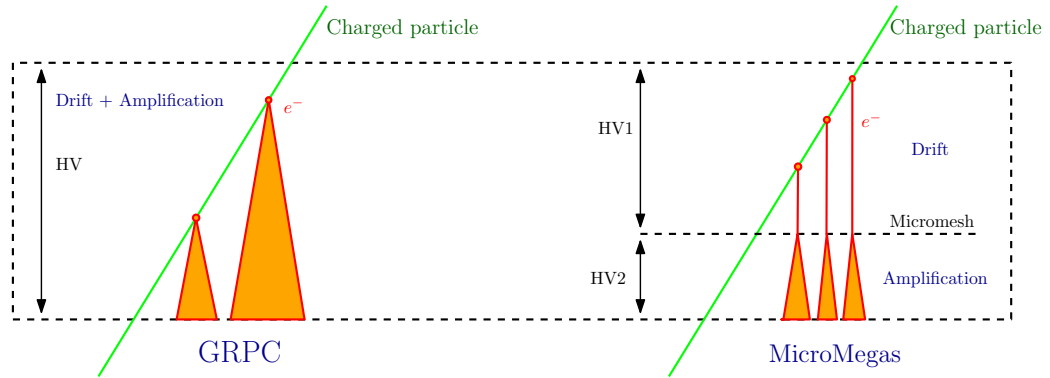 Charged particle
Drift + Amplification
e⁻
HV
GRPC
Charged particle
HV1
e⁻
Drift
Micromesh
HV2
Amplification
MicroMegas